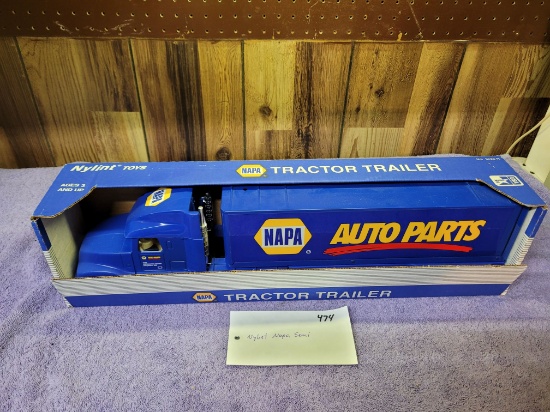 Nylint TOYS
NAPA TRACTOR TRAILER
AGES 3
AND UP
NAPA
NAPA AUTO PARTS
NAPA TRACTOR TRAILER
474
Nylint Napa Semi